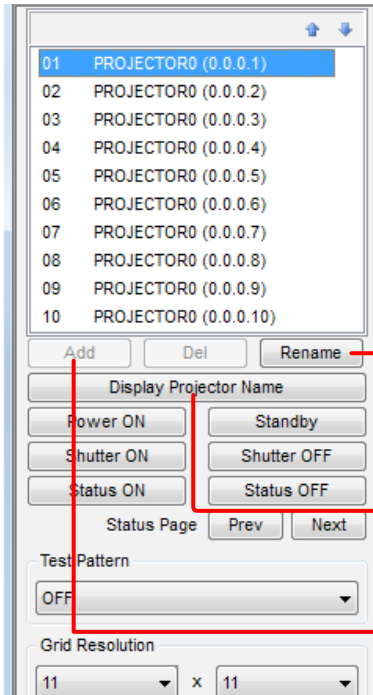 01 PROJECTOR0 (0.0.0.1)
02 PROJECTOR0 (0.0.0.2)
03 PROJECTOR0 (0.0.0.3)
04 PROJECTOR0 (0.0.0.4)
05 PROJECTOR0 (0.0.0.5)
06 PROJECTOR0 (0.0.0.6)
07 PROJECTOR0 (0.0.0.7)
08 PROJECTOR0 (0.0.0.8)
09 PROJECTOR0 (0.0.0.9)
10 PROJECTOR0 (0.0.0.10)
Add Del Rename
Display Projector Name
Power ON Standby
Shutter ON Shutter OFF
Status ON Status OFF
Status Page Prev Next
Test Pattern
OFF
Grid Resolution
11 x 11